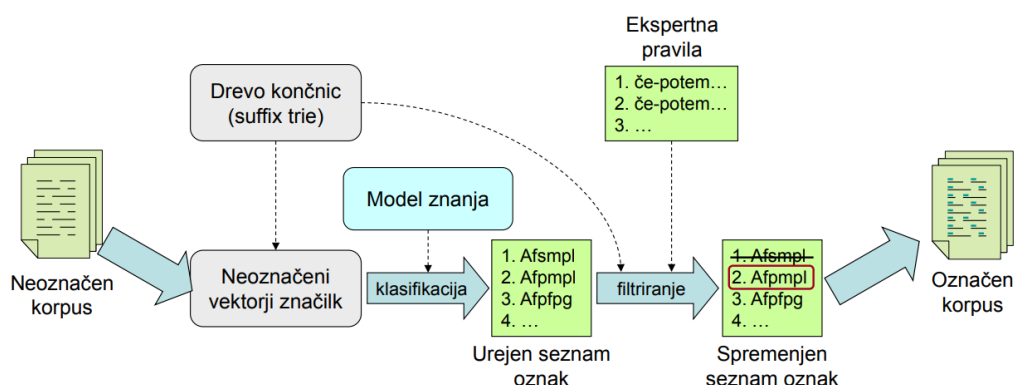 Ekspertna
pravila
1. če-potem…
2. če-potem…
3. …
Drevo končnic
(suffix trie)
Model znanja
Neoznačen
korpus
Neoznačeni
vektorji značilk
klasifikacija
1. Afsmpl
2. Afpmpl
3. Afpfpg
4. …
Urejen seznam
oznak
filtriranje
1. Afsmpl
2. Afpmpl
3. Afpfpg
4. …
Spremenjen
seznam oznak
Označen
korpus